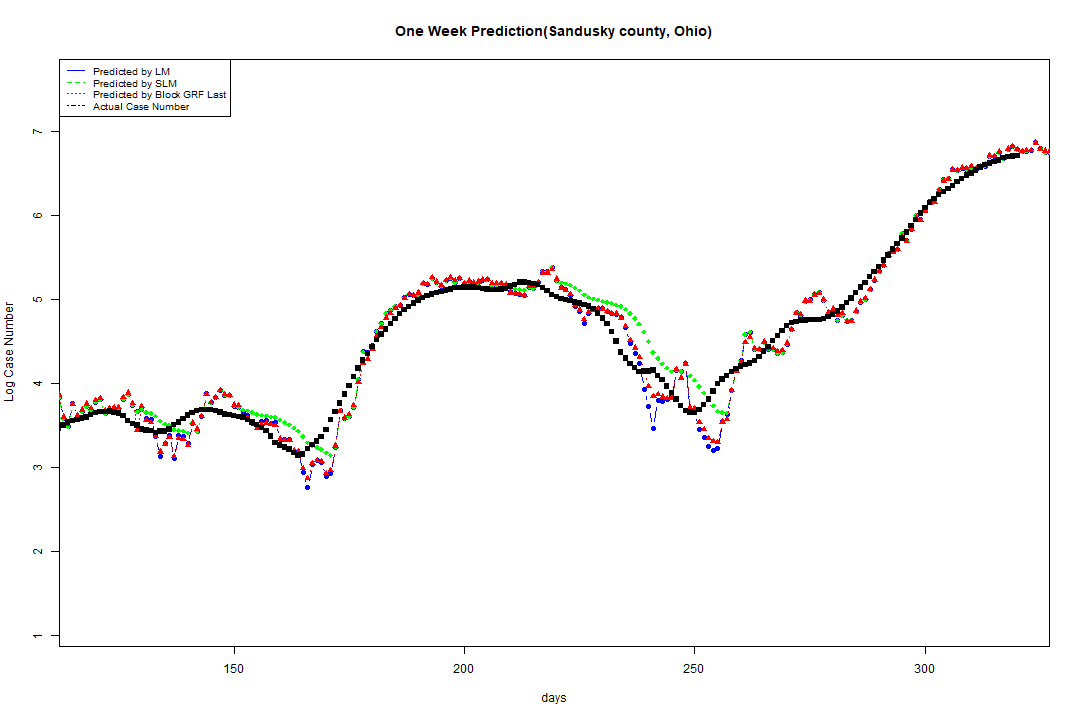 One Week Prediction(Sandusky county, Ohio)
Predicted by LM
Predicted by SLM
Predicted by Block GRF Last
Actual Case Number
Log Case Number
7
6
5
4
3
2
1
150 200 250 300
days